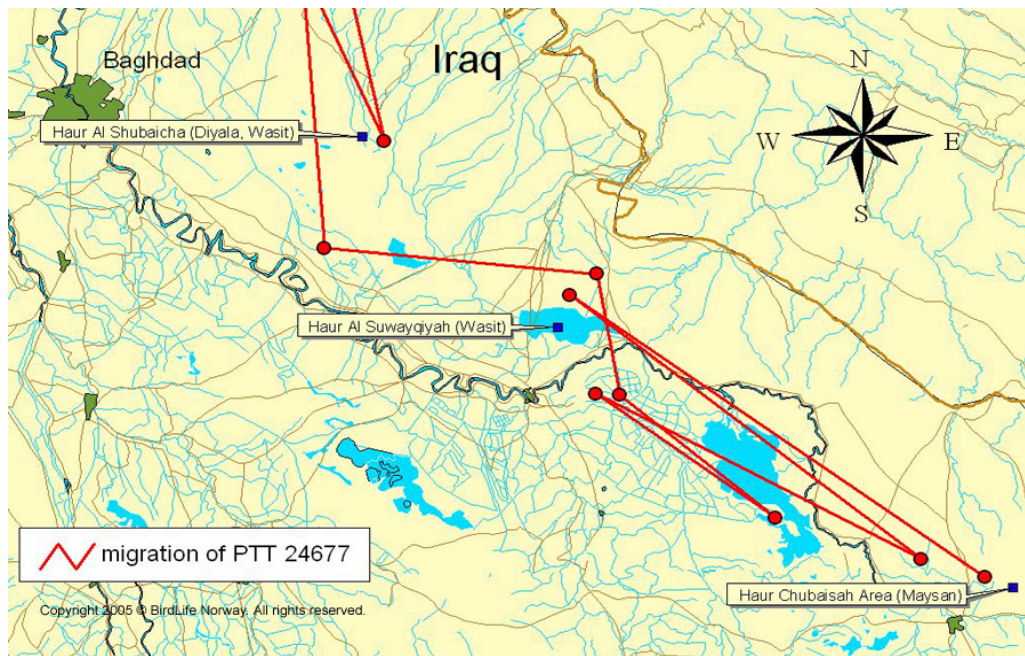 Baghdad
Iraq
N
Haur Al Shubaicha (Diyala, Wasit)
W
E
S
Haur Al Suwayqiyah (Wasit)
migration of PTT 24677
Haur Chubaisah Area (Maysan)
Copyright 2005 © BirdLife Norway. All rights reserved.